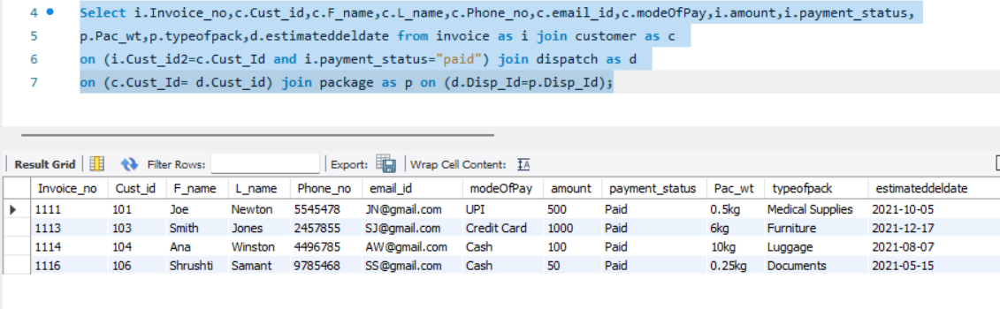 4 Select i.Invoice_no,c.Cust_id,c.F_name,c.L_name,c.Phone_no,c.email_id,c.modeOfPay,i.amount,i.payment_status,
5 p.Pac_wt,p.typeofpack,d.estimateddeldate from invoice as i join customer as c
6 on (i.Cust_id2=c.Cust_Id and i.payment_status="paid") join dispatch as d
7 on (c.Cust_Id= d.Cust_id) join package as p on (d.Disp_Id=p.Disp_Id);
Result Grid Filter Rows: Export: Wrap Cell Content: IA
Invoice_no Cust_id F_name L_name Phone_no email_id modeOfPay amount payment_status Pac_wt typeofpack estimateddeldate
1111 101 Joe Newton 5545478 JN@gmail.com UPI 500 Paid 0.5kg Medical Supplies 2021-10-05
1113 103 Smith Jones 2457855 SJ@gmail.com Credit Card 1000 Paid 6kg Furniture 2021-12-17
1114 104 Ana Winston 4496785 AW@gmail.com Cash 100 Paid 10kg Luggage 2021-08-07
1116 106 Shrushti Samant 9785468 SS@gmail.com Cash 50 Paid 0.25kg Documents 2021-05-15